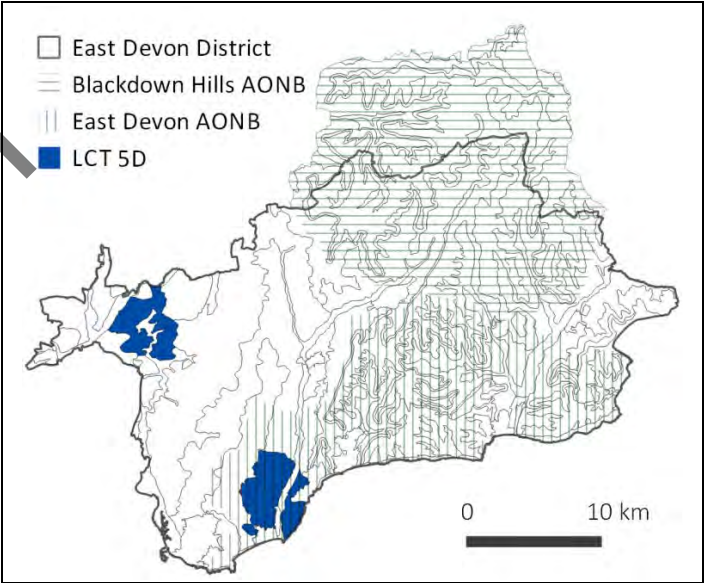 East Devon District
Blackdown Hills AONB
East Devon AONB
LCT 5D
0 10 km